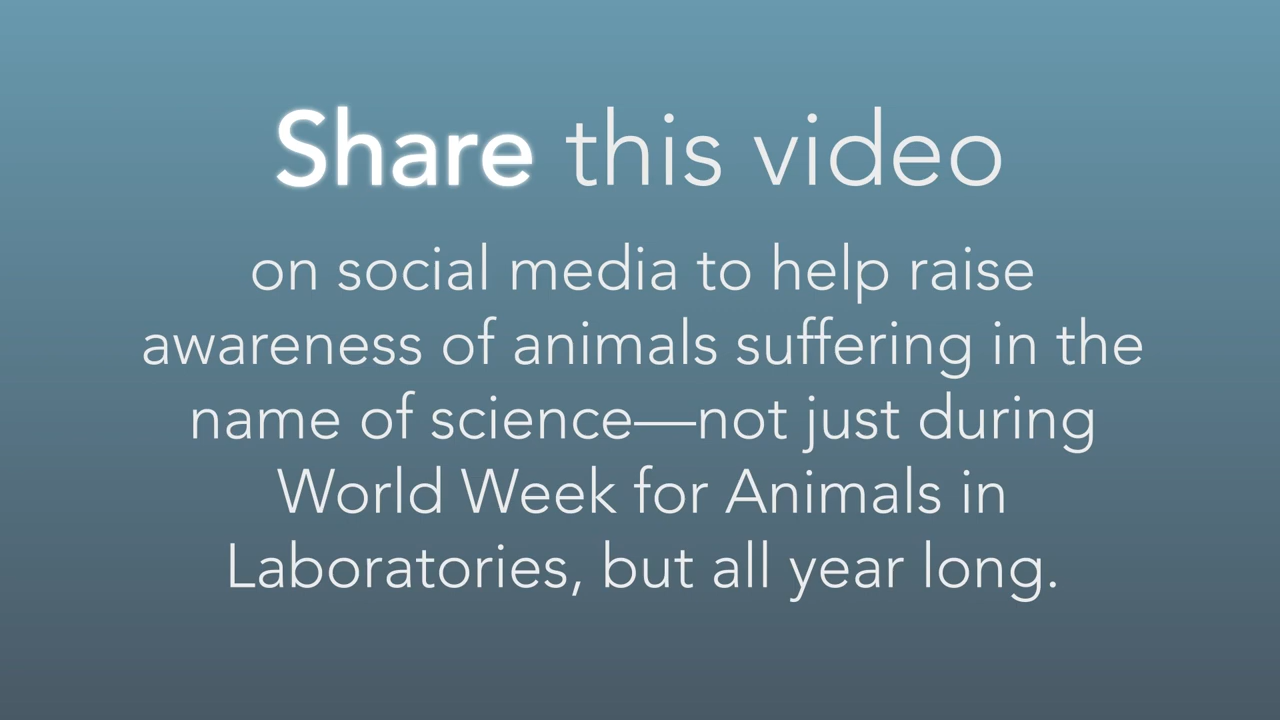 Share this video
on social media to help raise
awareness of animals suffering in the
name of science—not just during
World Week for Animals in
Laboratories, but all year long.